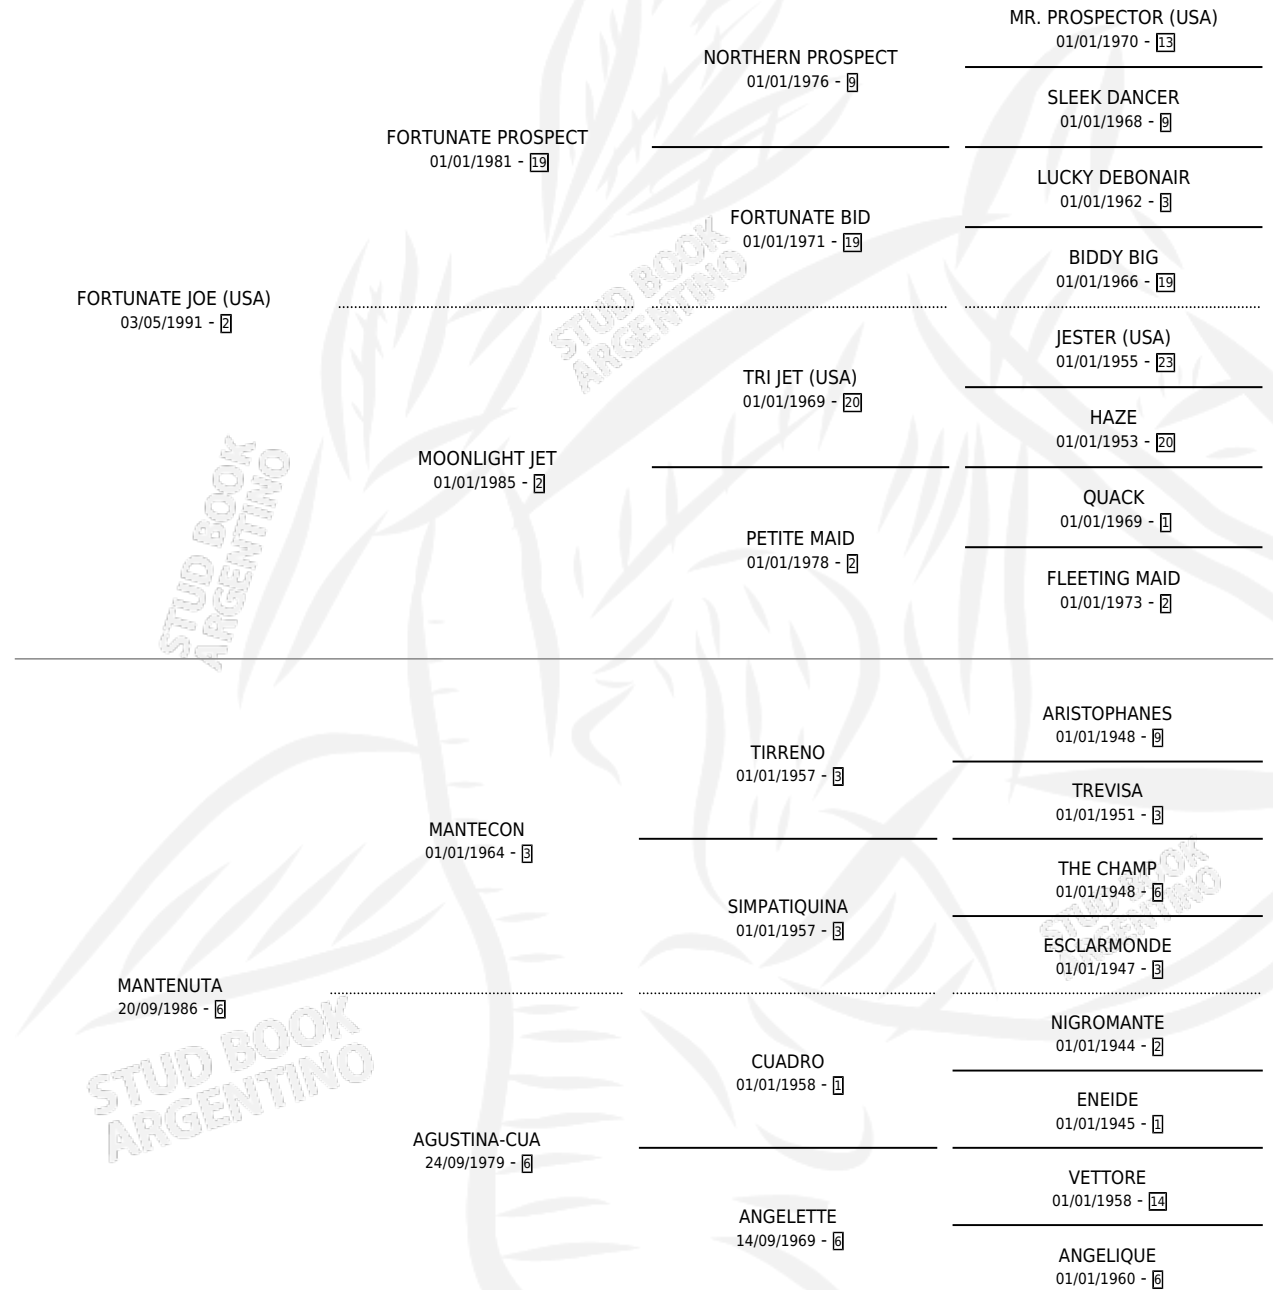 MR. PROSPECTOR (USA)
01/01/1970 - 13
NORTHERN PROSPECT
01/01/1976 - 9
SLEEK DANCER
01/01/1968 - 9
FORTUNATE PROSPECT
01/01/1981 - 19
LUCKY DEBONAIR
01/01/1962 - 3
FORTUNATE BID
01/01/1971 - 19
BIDDY BIG
01/01/1966 - 19
FORTUNATE JOE (USA)
03/05/1991 - 2
JESTER (USA)
01/01/1955 - 23
TRI JET (USA)
01/01/1969 - 20
HAZE
01/01/1953 - 20
MOONLIGHT JET
01/01/1985 - 2
QUACK
01/01/1969 - 1
PETITE MAID
01/01/1978 - 2
FLEETING MAID
01/01/1973 - 2
ARISTOPHANES
01/01/1948 - 9
TIRRENO
01/01/1957 - 3
TREVISA
01/01/1951 - 3
MANTECON
01/01/1964 - 3
THE CHAMP
01/01/1948 - 6
SIMPATIQUINA
01/01/1957 - 3
ESCLARMONDE
01/01/1947 - 3
MANTENUTA
20/09/1986 - 6
NIGROMANTE
01/01/1944 - 2
CUADRO
01/01/1958 - 1
ENEIDE
01/01/1945 - 1
AGUSTINA-CUA
24/09/1979 - 6
VETTORE
01/01/1958 - 14
ANGELETTE
14/09/1969 - 6
ANGELIQUE
01/01/1960 - 6
STUD BOOK
ARGENTINO
STUD BOOK
ARGENTINO
STUD BOOK
ARGENTINO
STUD BOOK
ARGENTINO